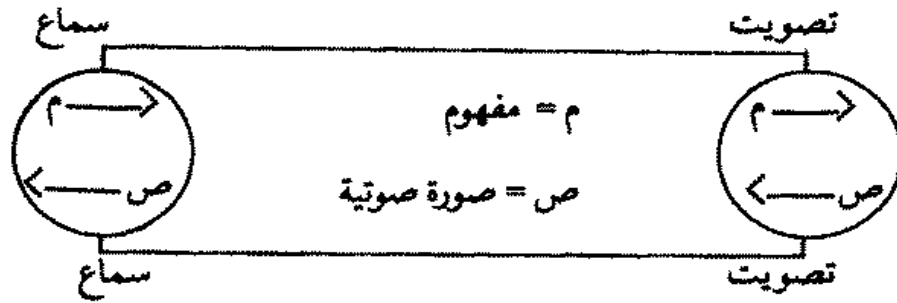 تصويت سماع
م م = مفهوم م
ص ص = صورة صوتية ص
تصويت سماع